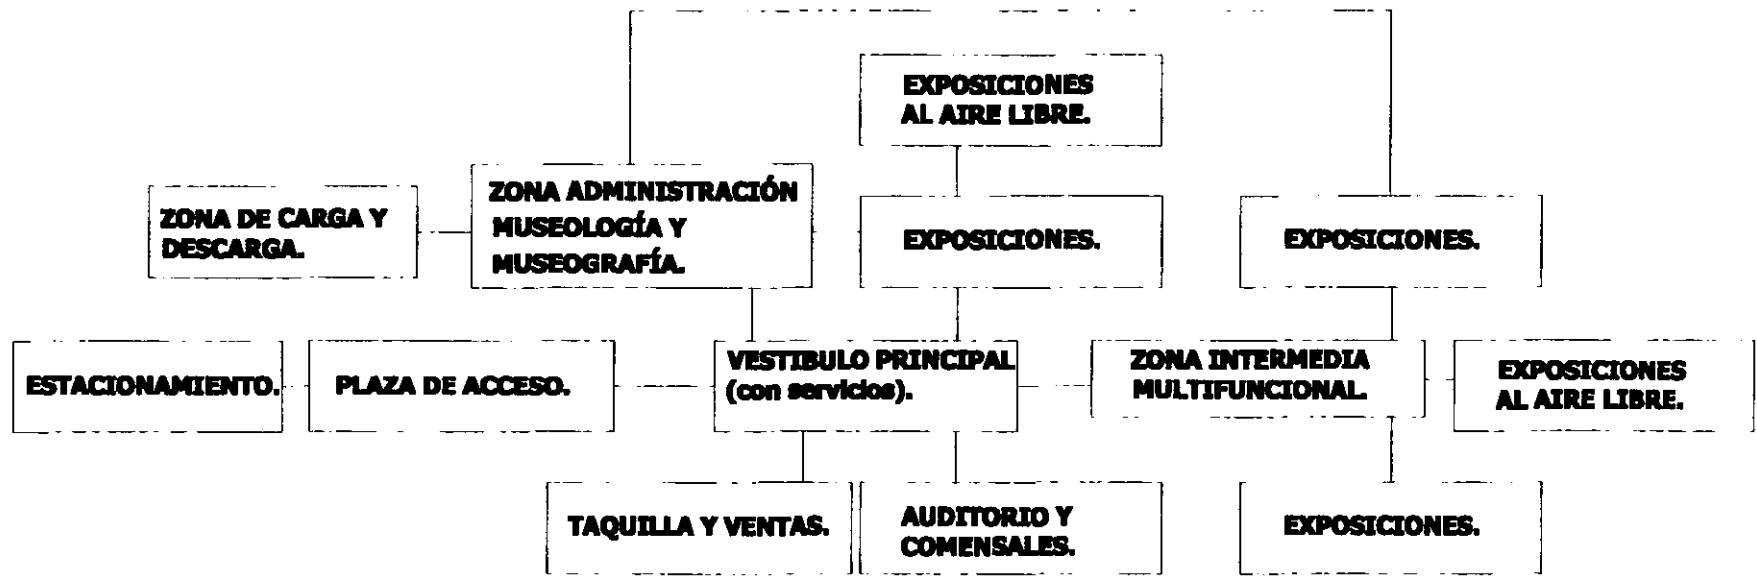 EXPOSICIONES
AL AIRE LIBRE.
ZONA DE CARGA Y
DESCARGA.
ZONA ADMINISTRACIÓN
MUSEOLOGÍA Y
MUSEOGRAFÍA.
EXPOSICIONES.
EXPOSICIONES.
ESTACIONAMIENTO.
PLAZA DE ACCESO.
VESTIBULO PRINCIPAL
(con servicios).
ZONA INTERMEDIA
MULTIFUNCIONAL.
EXPOSICIONES
AL AIRE LIBRE.
TAQUILLA Y VENTAS.
AUDITORIO Y
COMENSALES.
EXPOSICIONES.